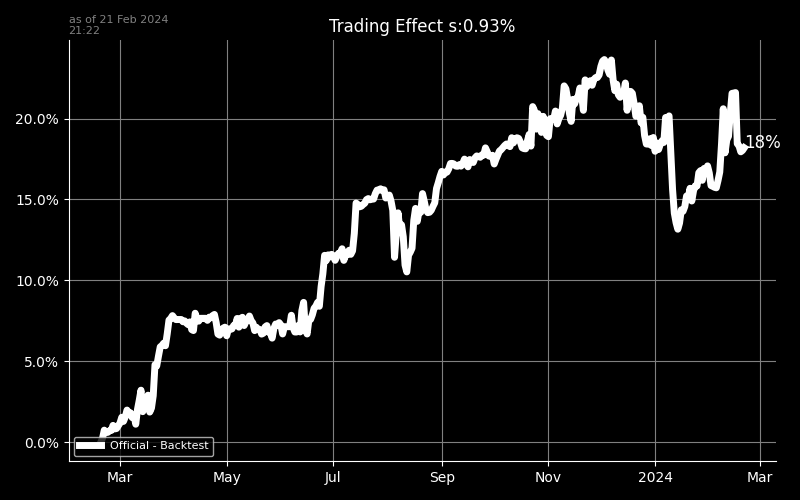 as of 21 Feb 2024
21:22
Trading Effect s:0.93%
20.0%
15.0%
10.0%
5.0%
0.0%
18%
Official - Backtest
Mar
May
Jul
Sep
Nov
2024
Mar